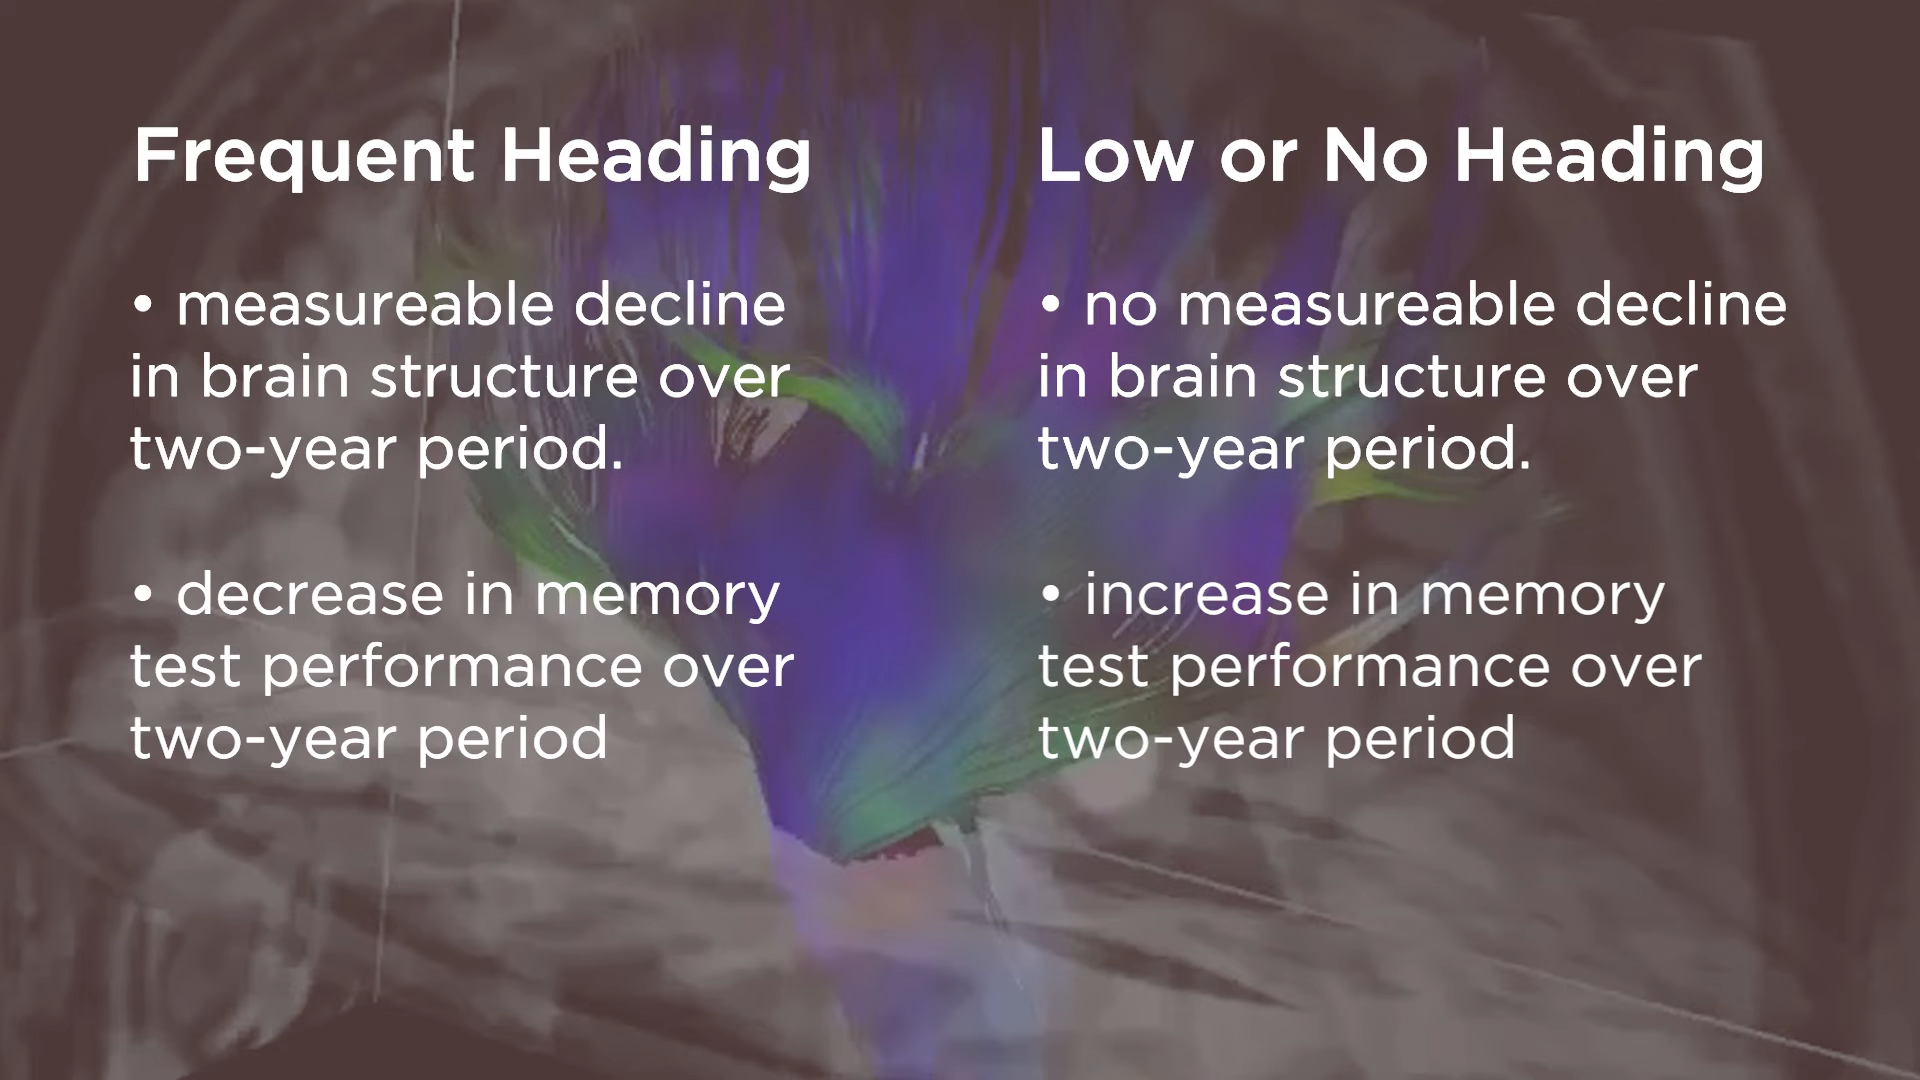 Frequent Heading
• measureable decline
in brain structure over
two-year period.
• decrease in memory
test performance over
two-year period
Low or No Heading
• no measureable decline
in brain structure over
two-year period.
• increase in memory
test performance over
two-year period